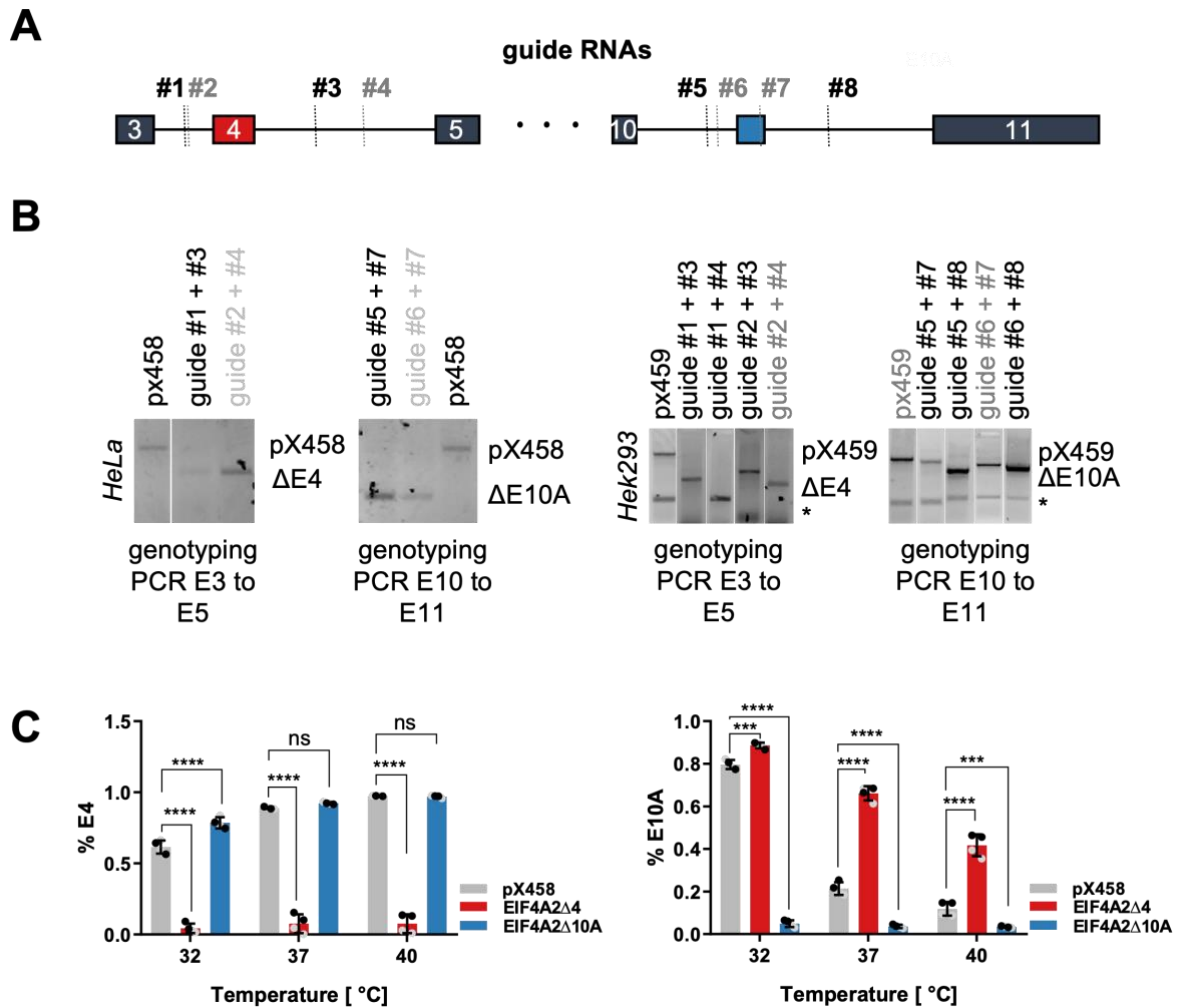 A
guide RNAs
E10A
#1 #2 #3 #4 #5 #6 #7 #8
3 4 5 . . . 10 11
B
px458
guide #1 + #3
guide #2 + #4
HeLa
pX458
ΔE4
genotyping
PCR E3 to
E5
guide #5 + #7
guide #6 + #7
px458
pX458
ΔE10A
genotyping
PCR E10 to
E11
px459
guide #1 + #3
guide #1 + #4
guide #2 + #3
guide #2 + #4
Hek293
pX459
ΔE4
*
genotyping
PCR E3 to
E5
px459
guide #5 + #7
guide #5 + #8
guide #6 + #7
guide #6 + #8
pX459
ΔE10A
*
genotyping
PCR E10 to
E11
C
% E4
1.5
1.0
0.5
0.0
****
****
ns
****
ns
****
32 37 40
Temperature [ °C]
pX458
EIF4A2Δ4
EIF4A2Δ10A
% E10A
1.0
0.8
0.6
0.4
0.2
0.0
****
***
****
****
***
****
32 37 40
Temperature [ °C]
pX458
EIF4A2Δ4
EIF4A2Δ10A